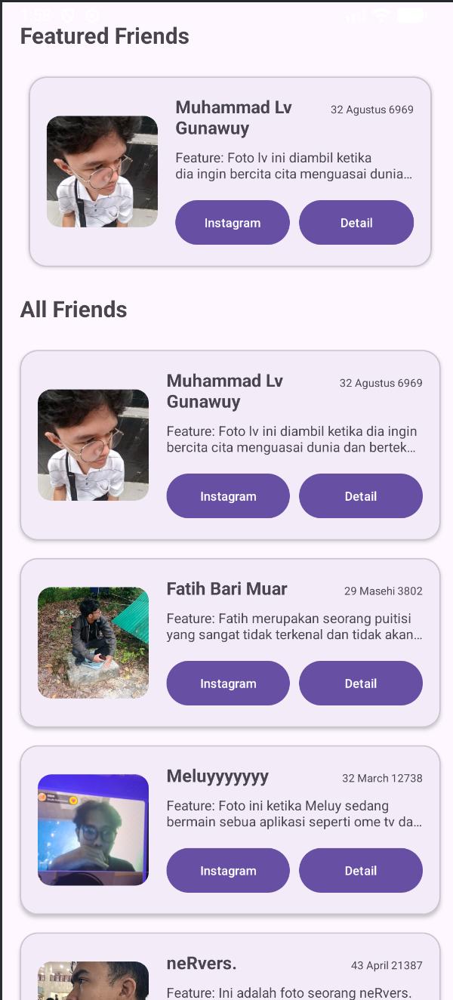 1:53
Featured Friends
Muhammad Lv
Gunawuy
32 Agustus 6969
Feature: Foto lv ini diambil ketika
dia ingin bercita cita menguasai dunia...
Instagram
Detail
All Friends
Muhammad Lv
Gunawuy
32 Agustus 6969
Feature: Foto lv ini diambil ketika dia ingin
bercita cita menguasai dunia dan bertek...
Instagram
Detail
Fatih Bari Muar
29 Masehi 3802
Feature: Fatih merupakan seorang puitisi
yang sangat tidak terkenal dan tidak akan...
Instagram
Detail
Meluyyyyyyy
32 March 12738
Feature: Foto ini ketika Meluy sedang
bermain sebua aplikasi seperti ome tv da...
Instagram
Detail
neRvers.
43 April 21387
Feature: Ini adalah foto seorang neRvers.